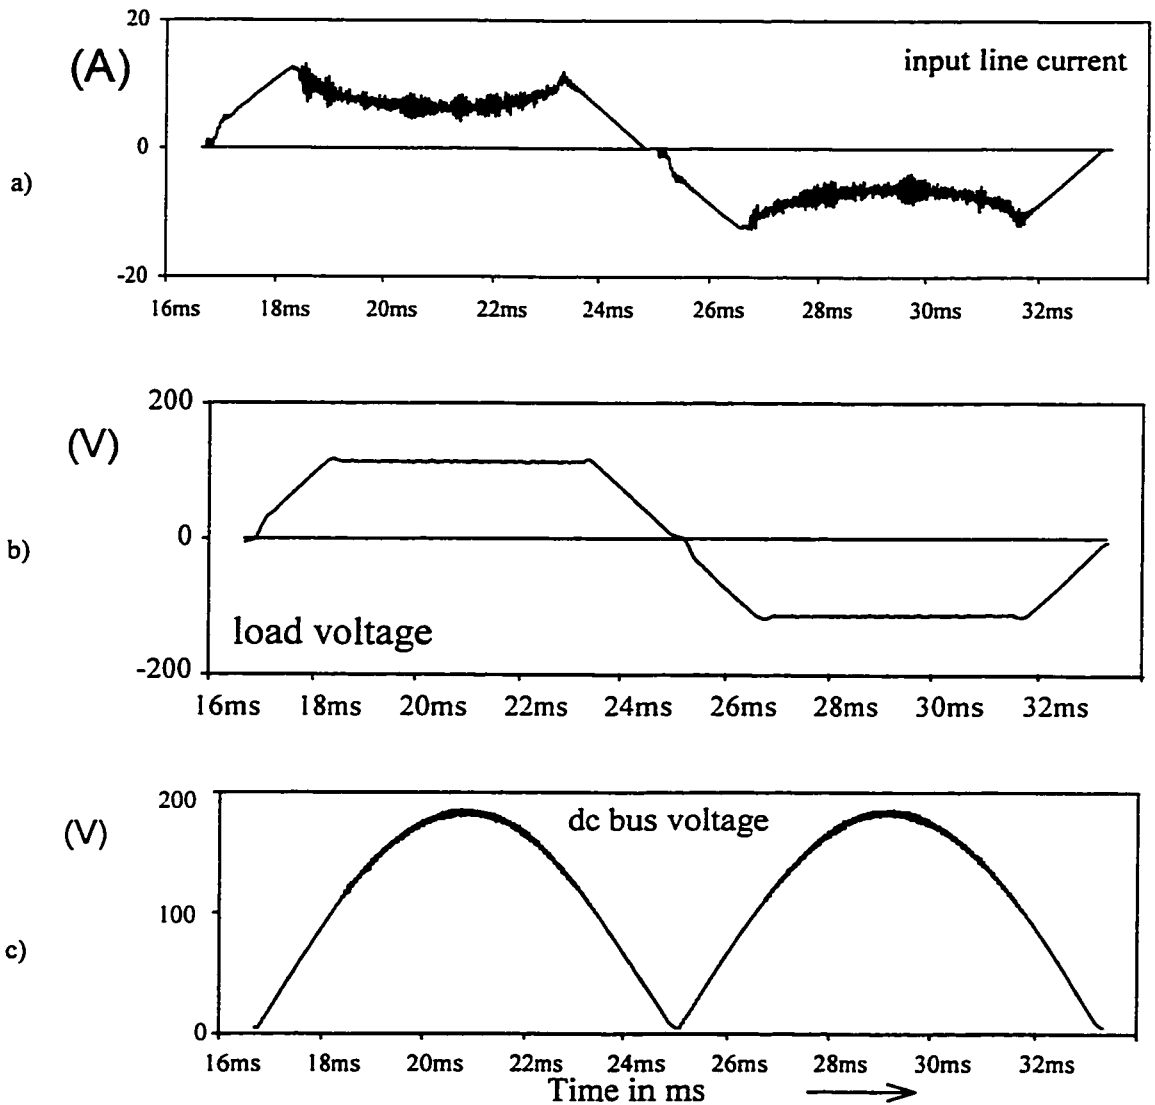 20
(A)
input line current
0
a)
-20
16ms 18ms 20ms 22ms 24ms 26ms 28ms 30ms 32ms
200
(V)
0
b)
load voltage
-200
16ms 18ms 20ms 22ms 24ms 26ms 28ms 30ms 32ms
200
dc bus voltage
(V)
100
c)
0
16ms 18ms 20ms 22ms 24ms 26ms 28ms 30ms 32ms
Time in ms